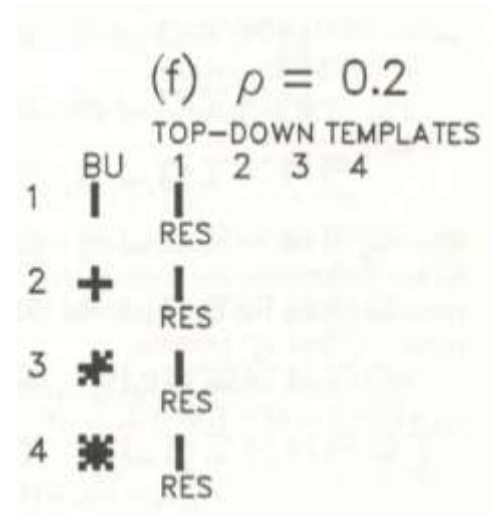 (f) ρ = 0.2
TOP–DOWN TEMPLATES
BU 1 2 3 4
1
RES
2
RES
3
RES
4
RES